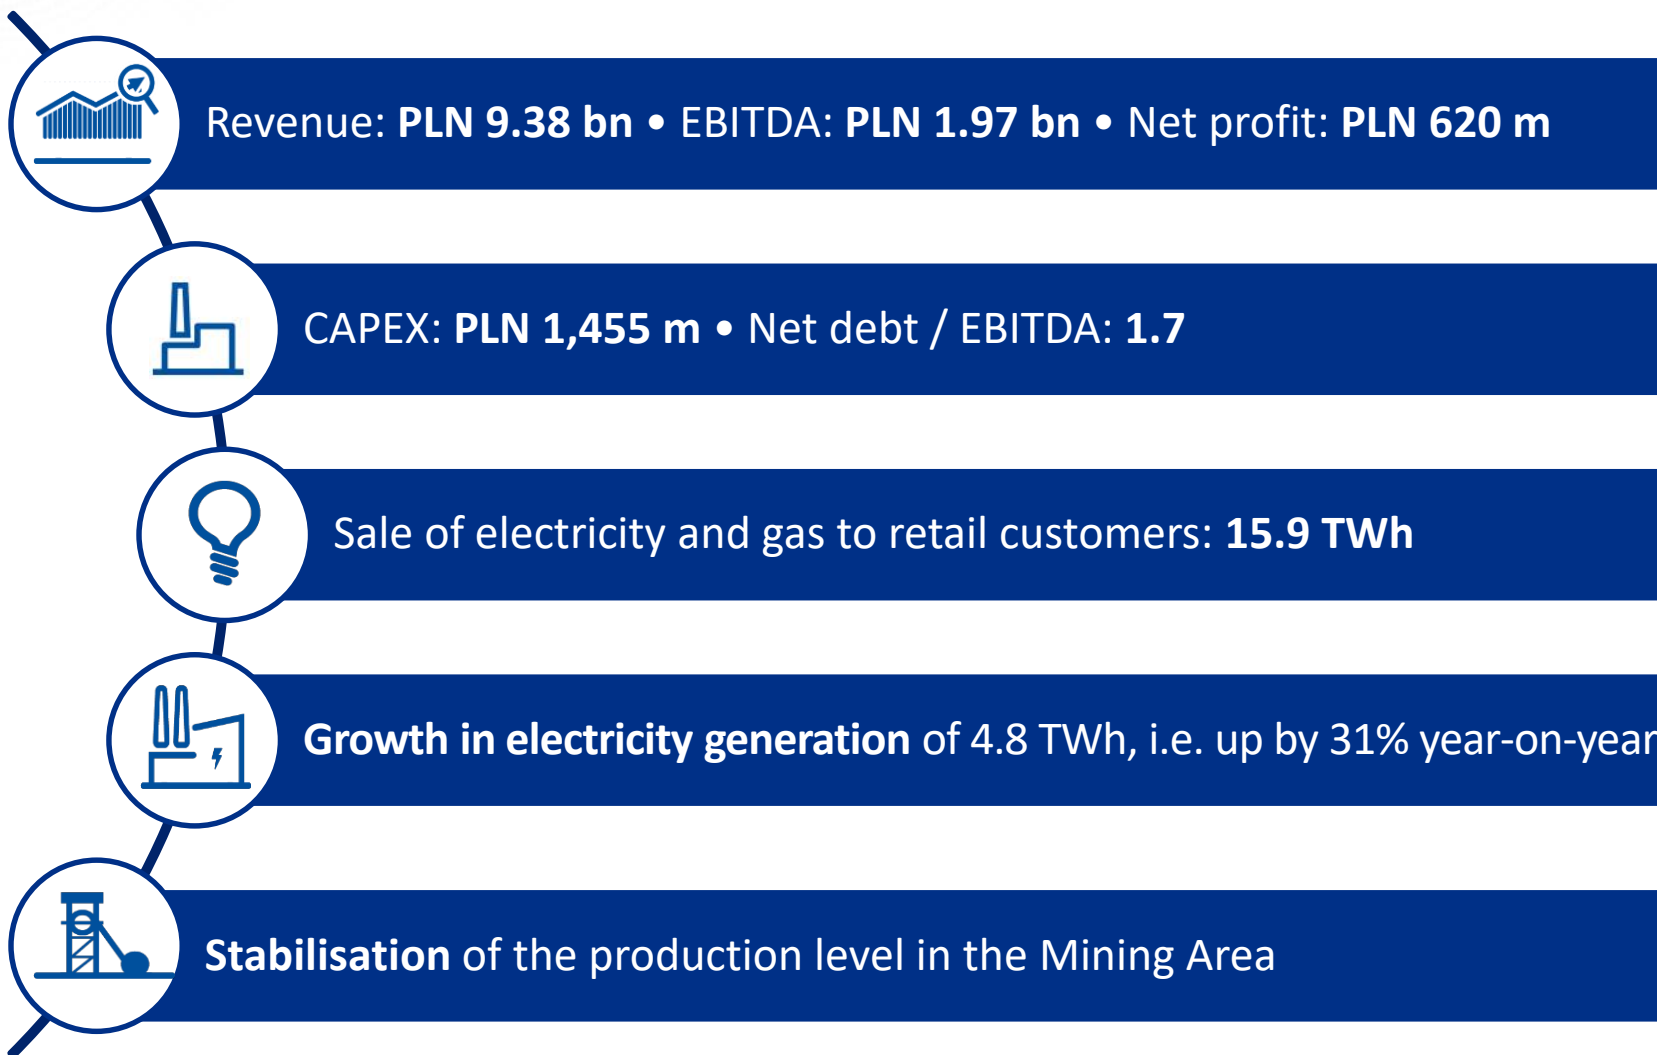 Revenue: PLN 9.38 bn • EBITDA: PLN 1.97 bn • Net profit: PLN 620 m
CAPEX: PLN 1,455 m • Net debt / EBITDA: 1.7
Sale of electricity and gas to retail customers: 15.9 TWh
Growth in electricity generation of 4.8 TWh, i.e. up by 31% year-on-year
Stabilisation of the production level in the Mining Area